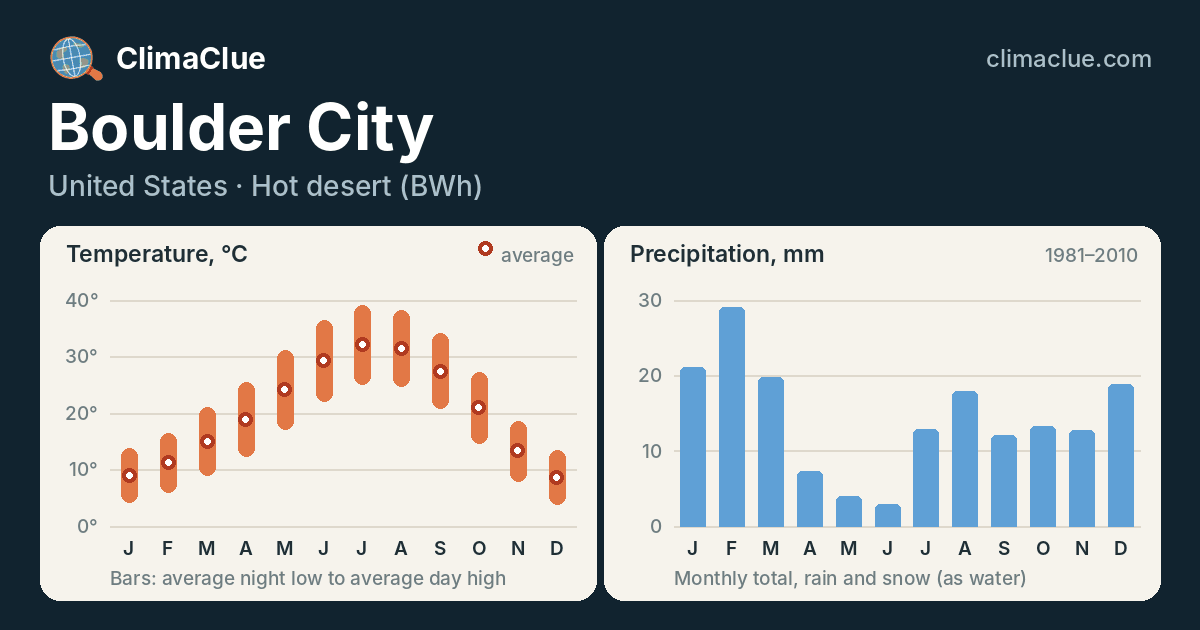 ClimaClue
climaclue.com
Boulder City
United States · Hot desert (BWh)
Temperature, °C
average
40°
30°
20°
10°
0°
J F M A M J J A S O N D
Bars: average night low to average day high
Precipitation, mm
1981–2010
30
20
10
0
J F M A M J J A S O N D
Monthly total, rain and snow (as water)